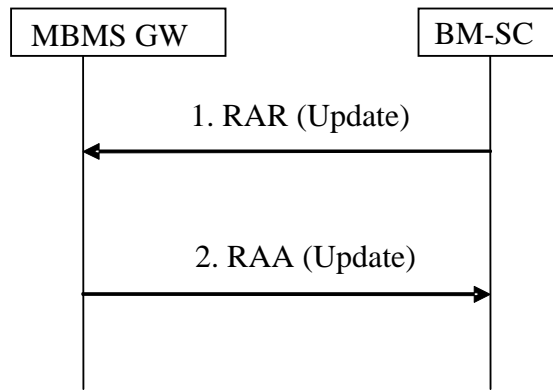 MBMS GW
BM-SC
1. RAR (Update)
2. RAA (Update)